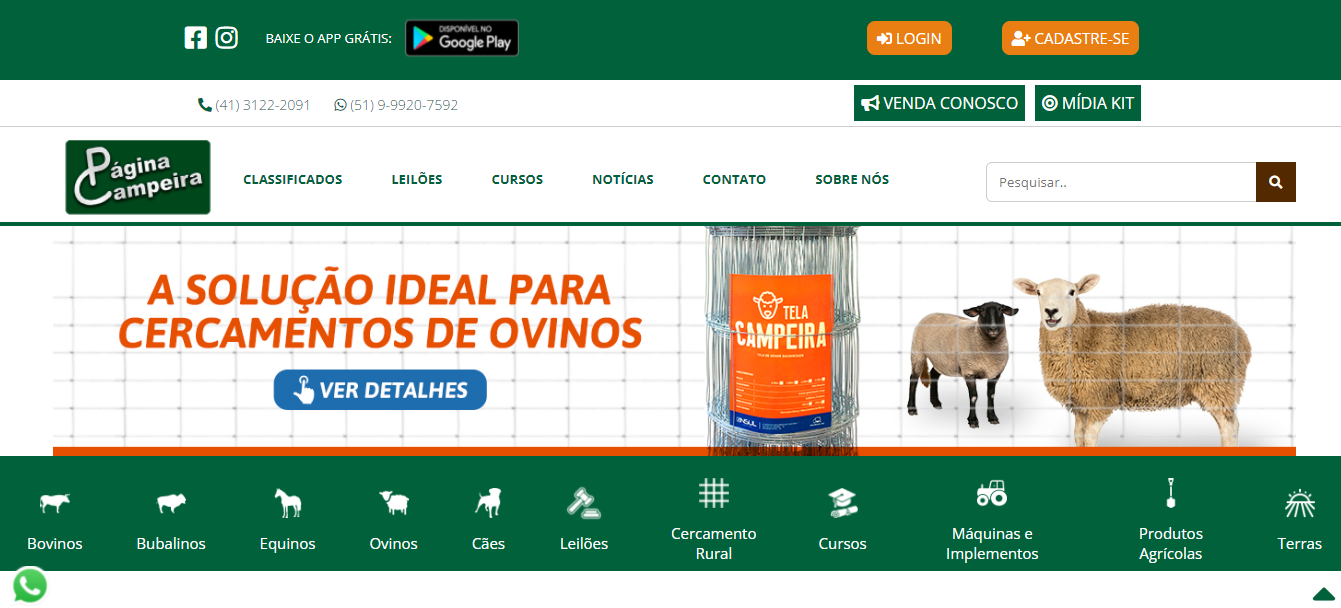 BAIXE O APP GRÁTIS:
DISPONÍVEL NO
Google Play
LOGIN
CADASTRE-SE
(41) 3122-2091
(51) 9-9920-7592
VENDA CONOSCO
MÍDIA KIT
Página
Campeira
CLASSIFICADOS
LEILÕES
CURSOS
NOTÍCIAS
CONTATO
SOBRE NÓS
Pesquisar..
A SOLUÇÃO IDEAL PARA
CERCAMENTOS DE OVINOS
VER DETALHES
TELA
CAMPEIRA
Bovinos
Bubalinos
Equinos
Ovinos
Cães
Leilões
Cercamento
Rural
Cursos
Máquinas e
Implementos
Produtos
Agrícolas
Terras